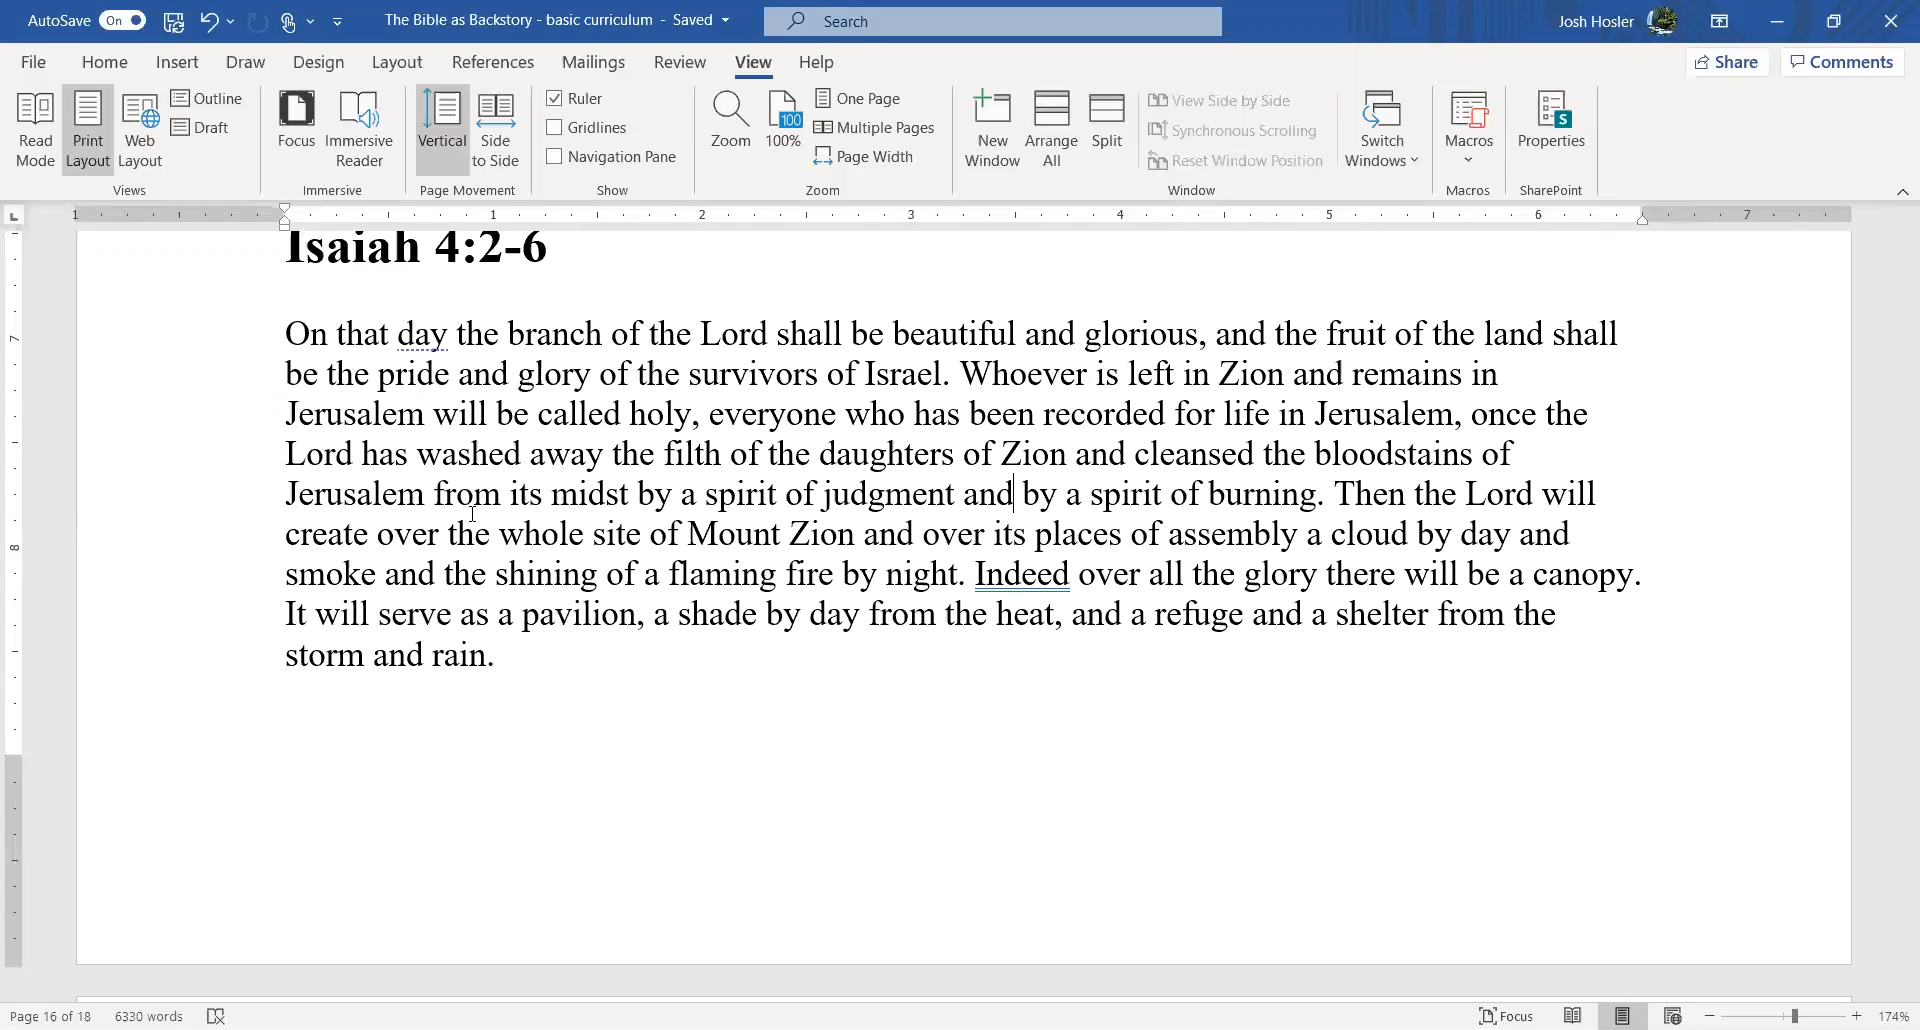 AutoSave On The Bible as Backstory - basic curriculum - Saved Search Josh Hosler
File Home Insert Draw Design Layout References Mailings Review View Help Share Comments
Read Mode
Print Layout
Web Layout
Outline
Draft
Views
Focus
Immersive Reader
Immersive
Vertical
Side to Side
Page Movement
Ruler
Gridlines
Navigation Pane
Show
Zoom
100
100%
One Page
Multiple Pages
Page Width
Zoom
New Window
Arrange All
Split
View Side by Side
Synchronous Scrolling
Reset Window Position
Switch Windows
Window
Macros
Macros
S
Properties
SharePoint
L 1 1 2 3 4 5 6 7
7
8
Isaiah 4:2-6
On that day the branch of the Lord shall be beautiful and glorious, and the fruit of the land shall
be the pride and glory of the survivors of Israel. Whoever is left in Zion and remains in
Jerusalem will be called holy, everyone who has been recorded for life in Jerusalem, once the
Lord has washed away the filth of the daughters of Zion and cleansed the bloodstains of
Jerusalem from its midst by a spirit of judgment and by a spirit of burning. Then the Lord will
create over the whole site of Mount Zion and over its places of assembly a cloud by day and
smoke and the shining of a flaming fire by night. Indeed over all the glory there will be a canopy.
It will serve as a pavilion, a shade by day from the heat, and a refuge and a shelter from the
storm and rain.
Page 16 of 18 6330 words Focus 174%